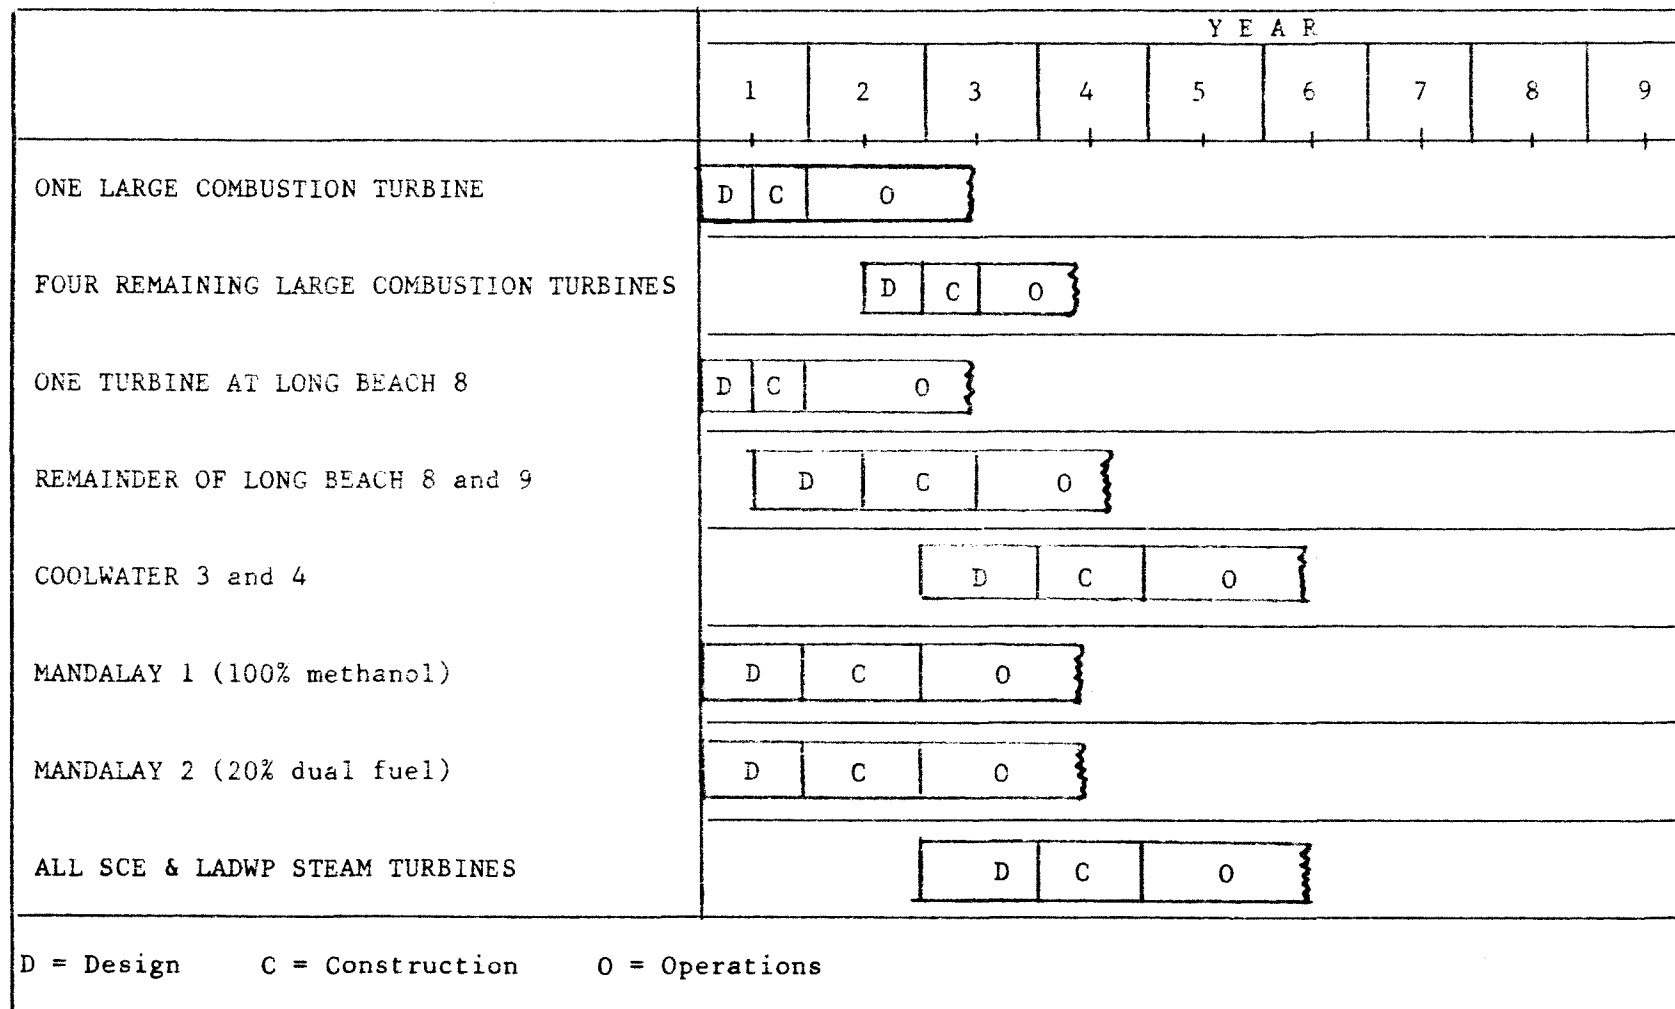 Y E A R
1 2 3 4 5 6 7 8 9
ONE LARGE COMBUSTION TURBINE D C O
FOUR REMAINING LARGE COMBUSTION TURBINES D C O
ONE TURBINE AT LONG BEACH 8 D C O
REMAINDER OF LONG BEACH 8 and 9 D C O
COOLWATER 3 and 4 D C O
MANDALAY 1 (100% methanol) D C O
MANDALAY 2 (20% dual fuel) D C O
ALL SCE & LADWP STEAM TURBINES D C O
D = Design C = Construction O = Operations